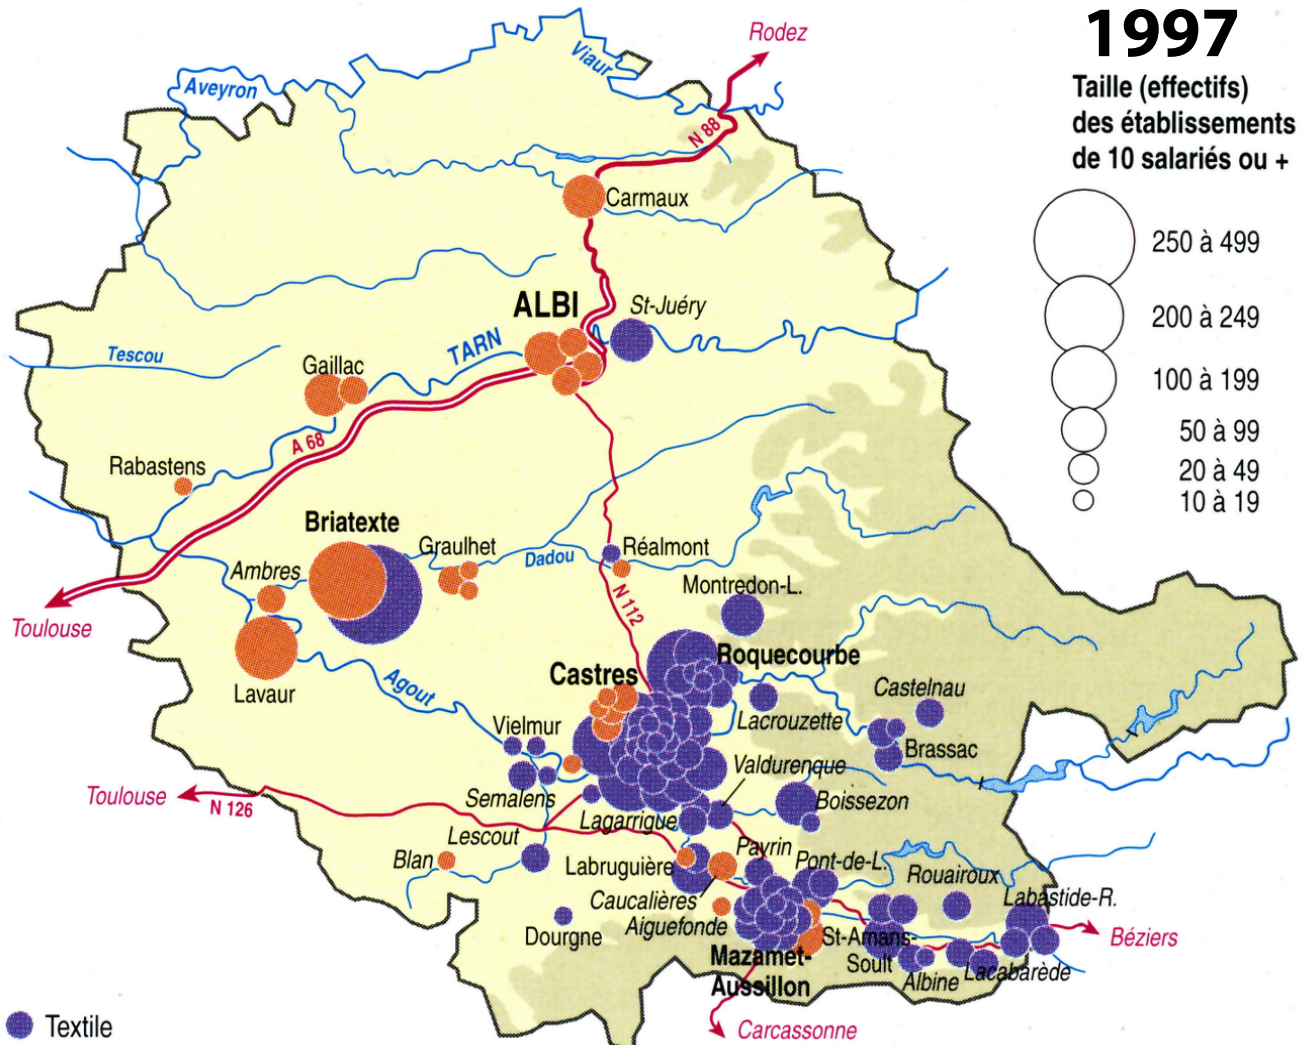 1997
Taille (effectifs)
des établissements
de 10 salariés ou +
250 à 499
200 à 249
100 à 199
50 à 99
20 à 49
10 à 19
Rodez
Viaur
Aveyron
N 88
Carmaux
ALBI
St-Juéry
TARN
Tescou
Gaillac
A 68
Rabastens
Briatexte
Graulhet
Dadou
Réalmont
Ambres
N 112
Montredon-L.
Toulouse
Roquecourbe
Castres
Lavaur
Agout
Castelnau
Lacrouzette
Vielmur
Brassac
Valdurenque
Toulouse
N 126
Semalens
Boissezon
Lagarrigue
Lescout
Payrin
Pont-de-L.
Blan
Labruguière
Rouairoux
Caucalières
Labastide-R.
Aiguefonde
Dourgne
St-Amans-
Soult
Béziers
Mazamet-
Aussillon
Albine
Lacabarède
Carcassonne
Textile